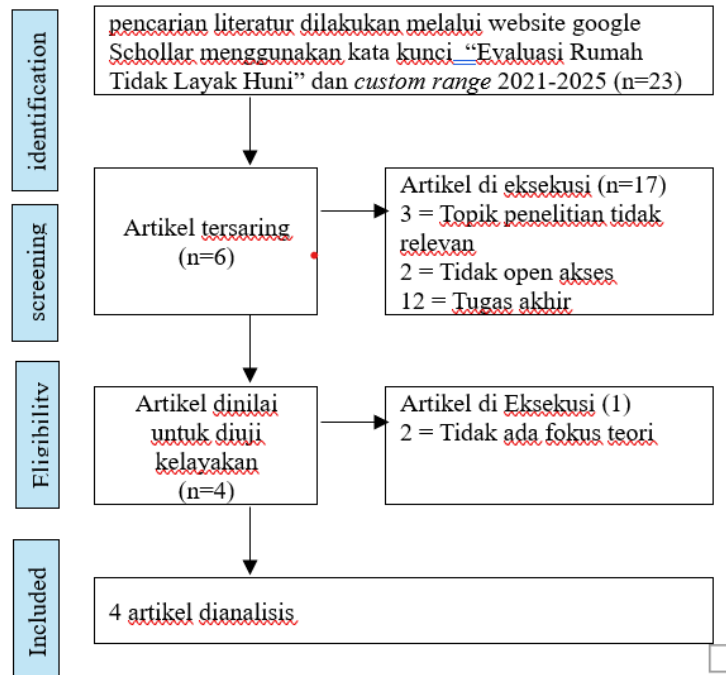 identification
pencarian literatur dilakukan melalui website google
Schollar menggunakan kata kunci “Evaluasi Rumah
Tidak Layak Huni” dan custom range 2021-2025 (n=23)
screening
Artikel tersaring
(n=6)
Artikel di eksekusi (n=17)
3 = Topik penelitian tidak
relevan
2 = Tidak open akses
12 = Tugas akhir
Eligibility
Artikel dinilai
untuk diuji
kelayakan
(n=4)
Artikel di Eksekusi (1)
2 = Tidak ada fokus teori
Included
4 artikel dianalisis